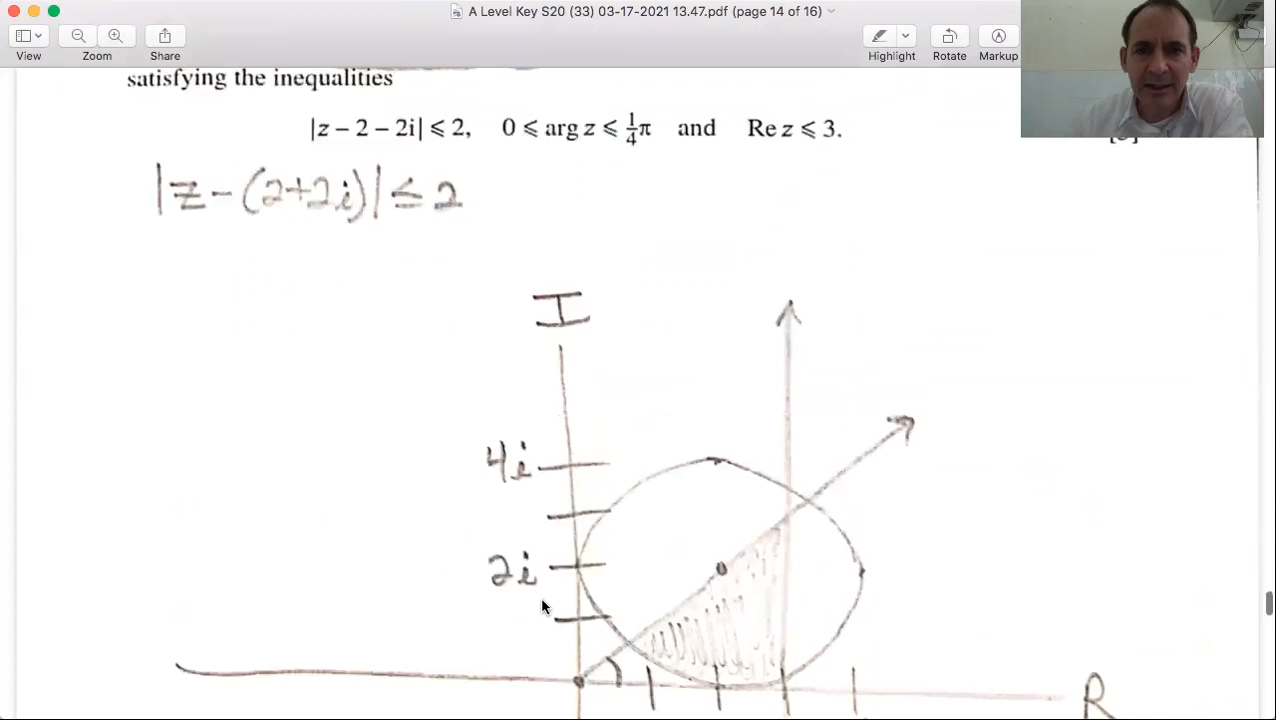 A Level Key S20 (33) 03-17-2021 13.47.pdf (page 14 of 16)
View Zoom Share Highlight Rotate Markup
satisfying the inequalities
|z − 2 − 2i| ⩽ 2, 0 ⩽ arg z ⩽ ¼π and Re z ⩽ 3.
|z-(2+2i)| ≤ 2
I
4i
2i
R